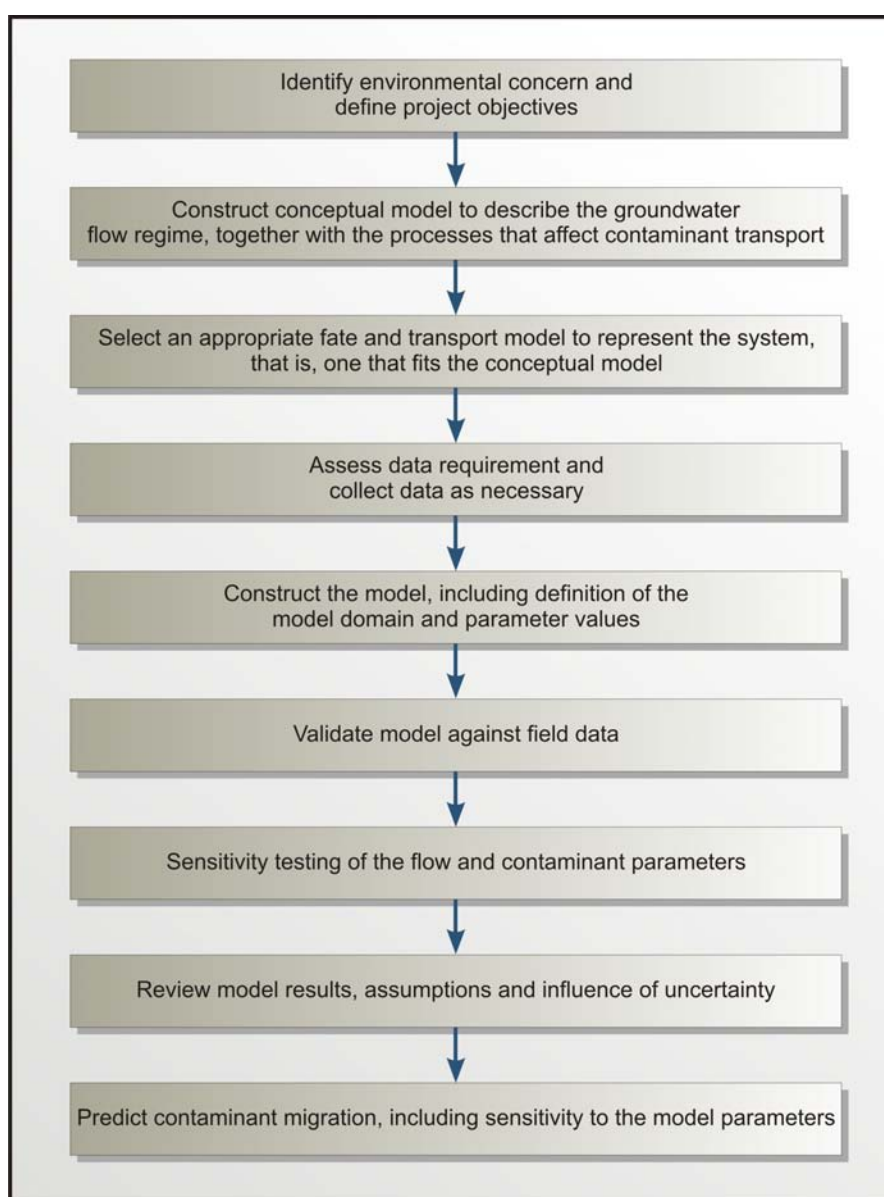 Identify environmental concern and
define project objectives
Construct conceptual model to describe the groundwater
flow regime, together with the processes that affect contaminant transport
Select an appropriate fate and transport model to represent the system,
that is, one that fits the conceptual model
Assess data requirement and
collect data as necessary
Construct the model, including definition of the
model domain and parameter values
Validate model against field data
Sensitivity testing of the flow and contaminant parameters
Review model results, assumptions and influence of uncertainty
Predict contaminant migration, including sensitivity to the model parameters